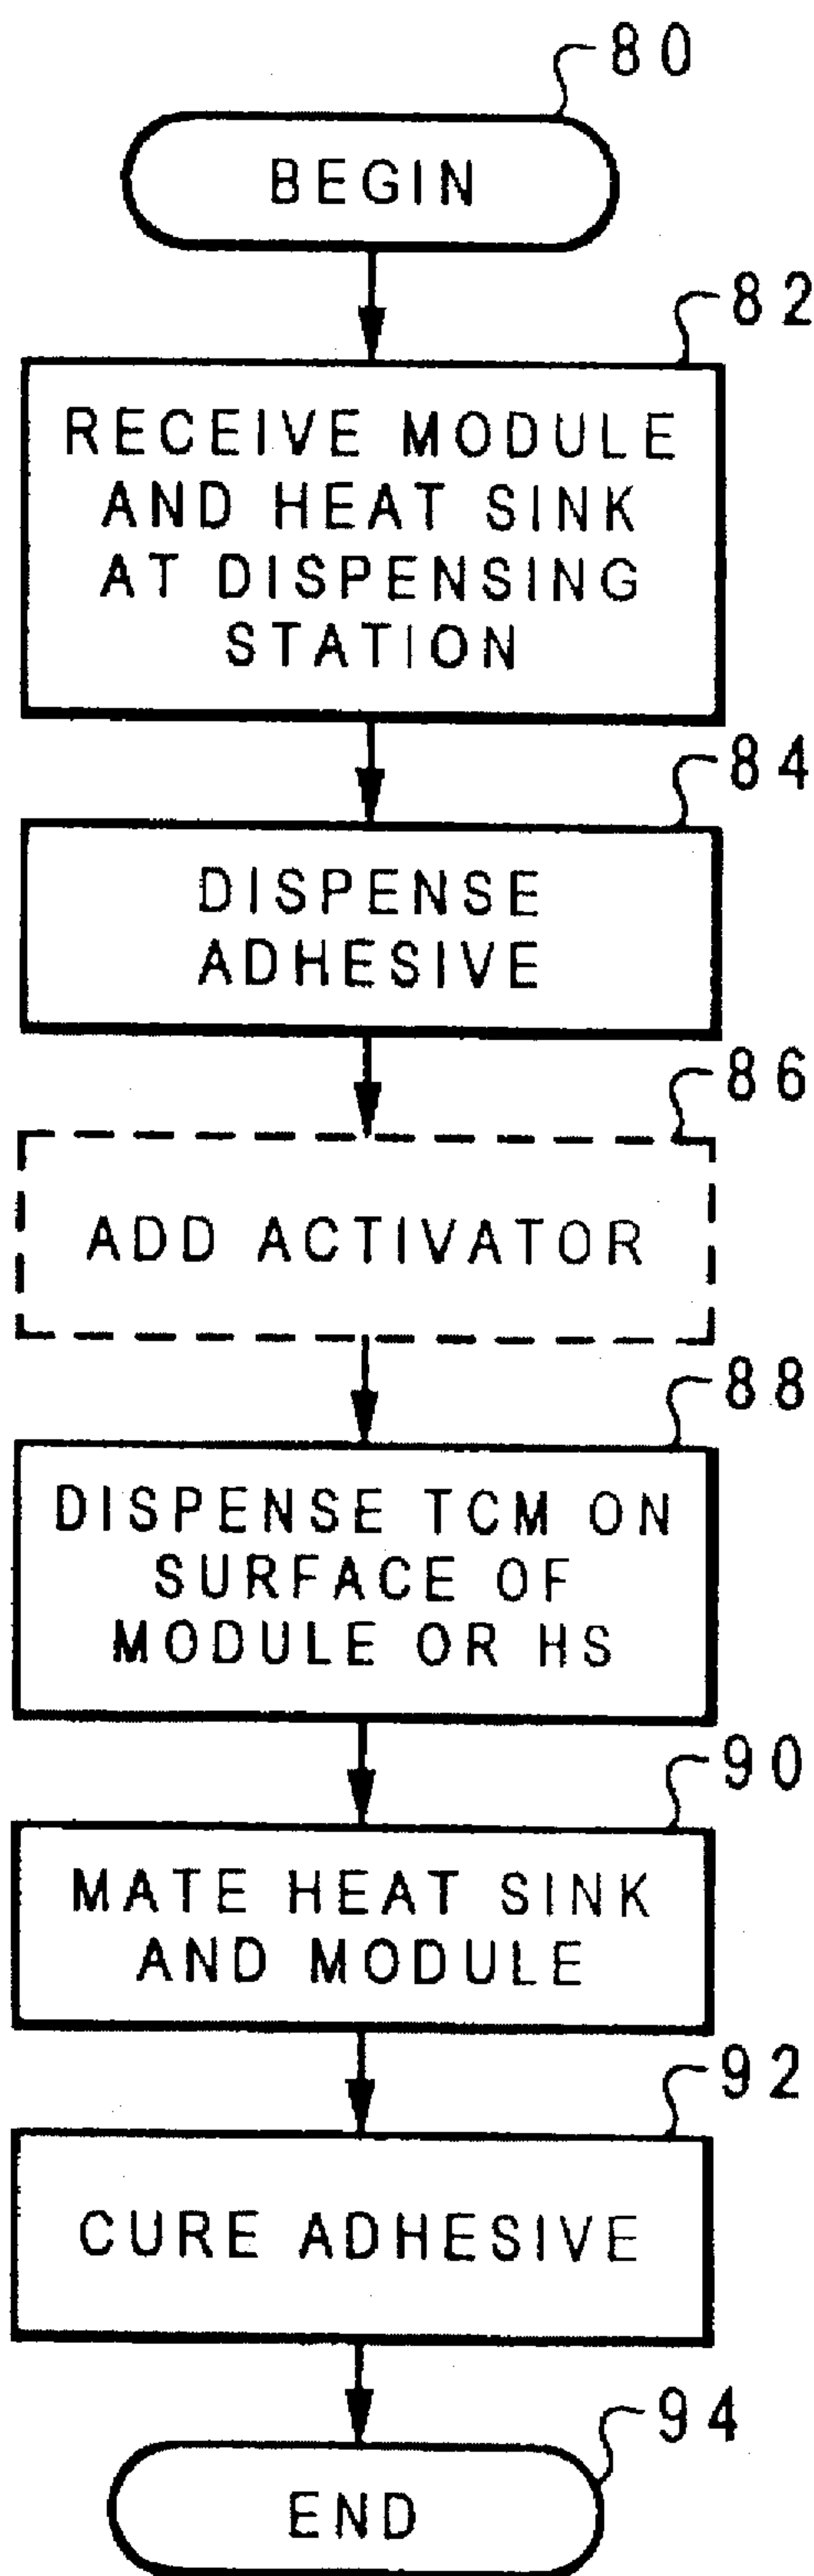 80
BEGIN
82
RECEIVE MODULE
AND HEAT SINK
AT DISPENSING
STATION
84
DISPENSE
ADHESIVE
86
ADD ACTIVATOR
88
DISPENSE TCM ON
SURFACE OF
MODULE OR HS
90
MATE HEAT SINK
AND MODULE
92
CURE ADHESIVE
94
END